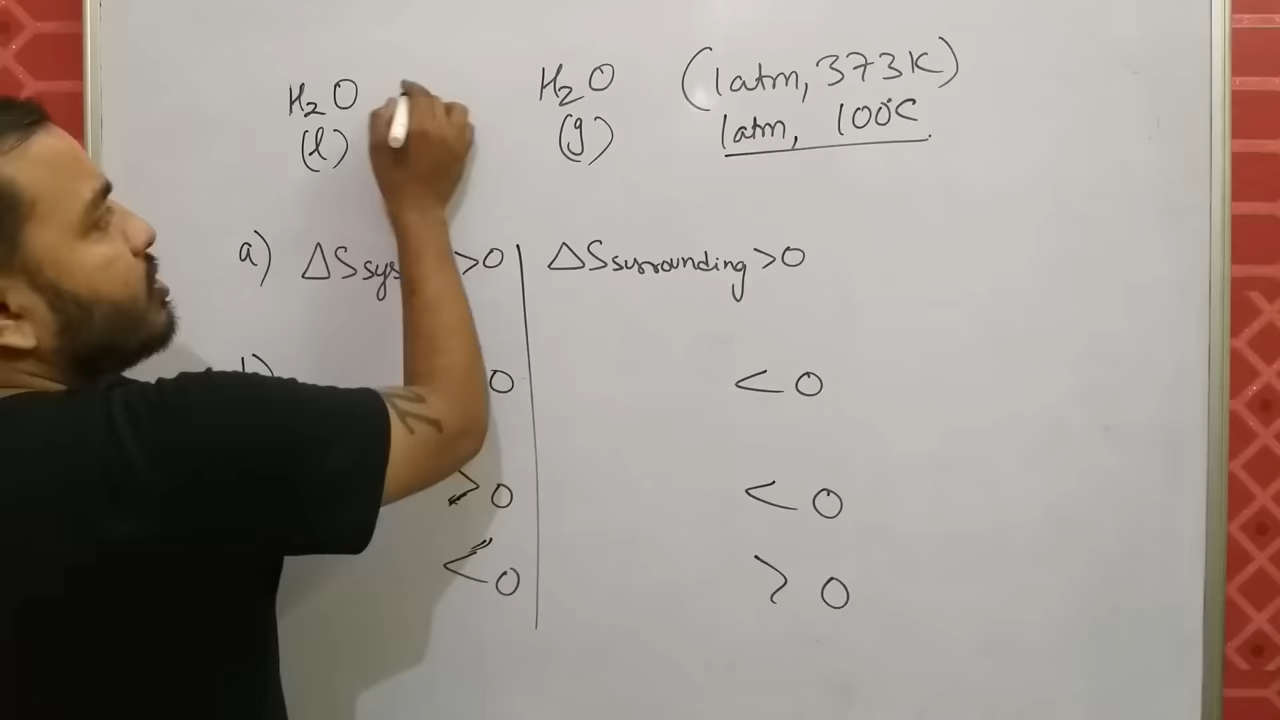 H₂O H₂O (1atm, 373K)
(l) (g) 1atm, 100°C.
a) ΔSsys >0 ΔSsurrounding >0
0 < 0
>0 < 0
<0 > 0